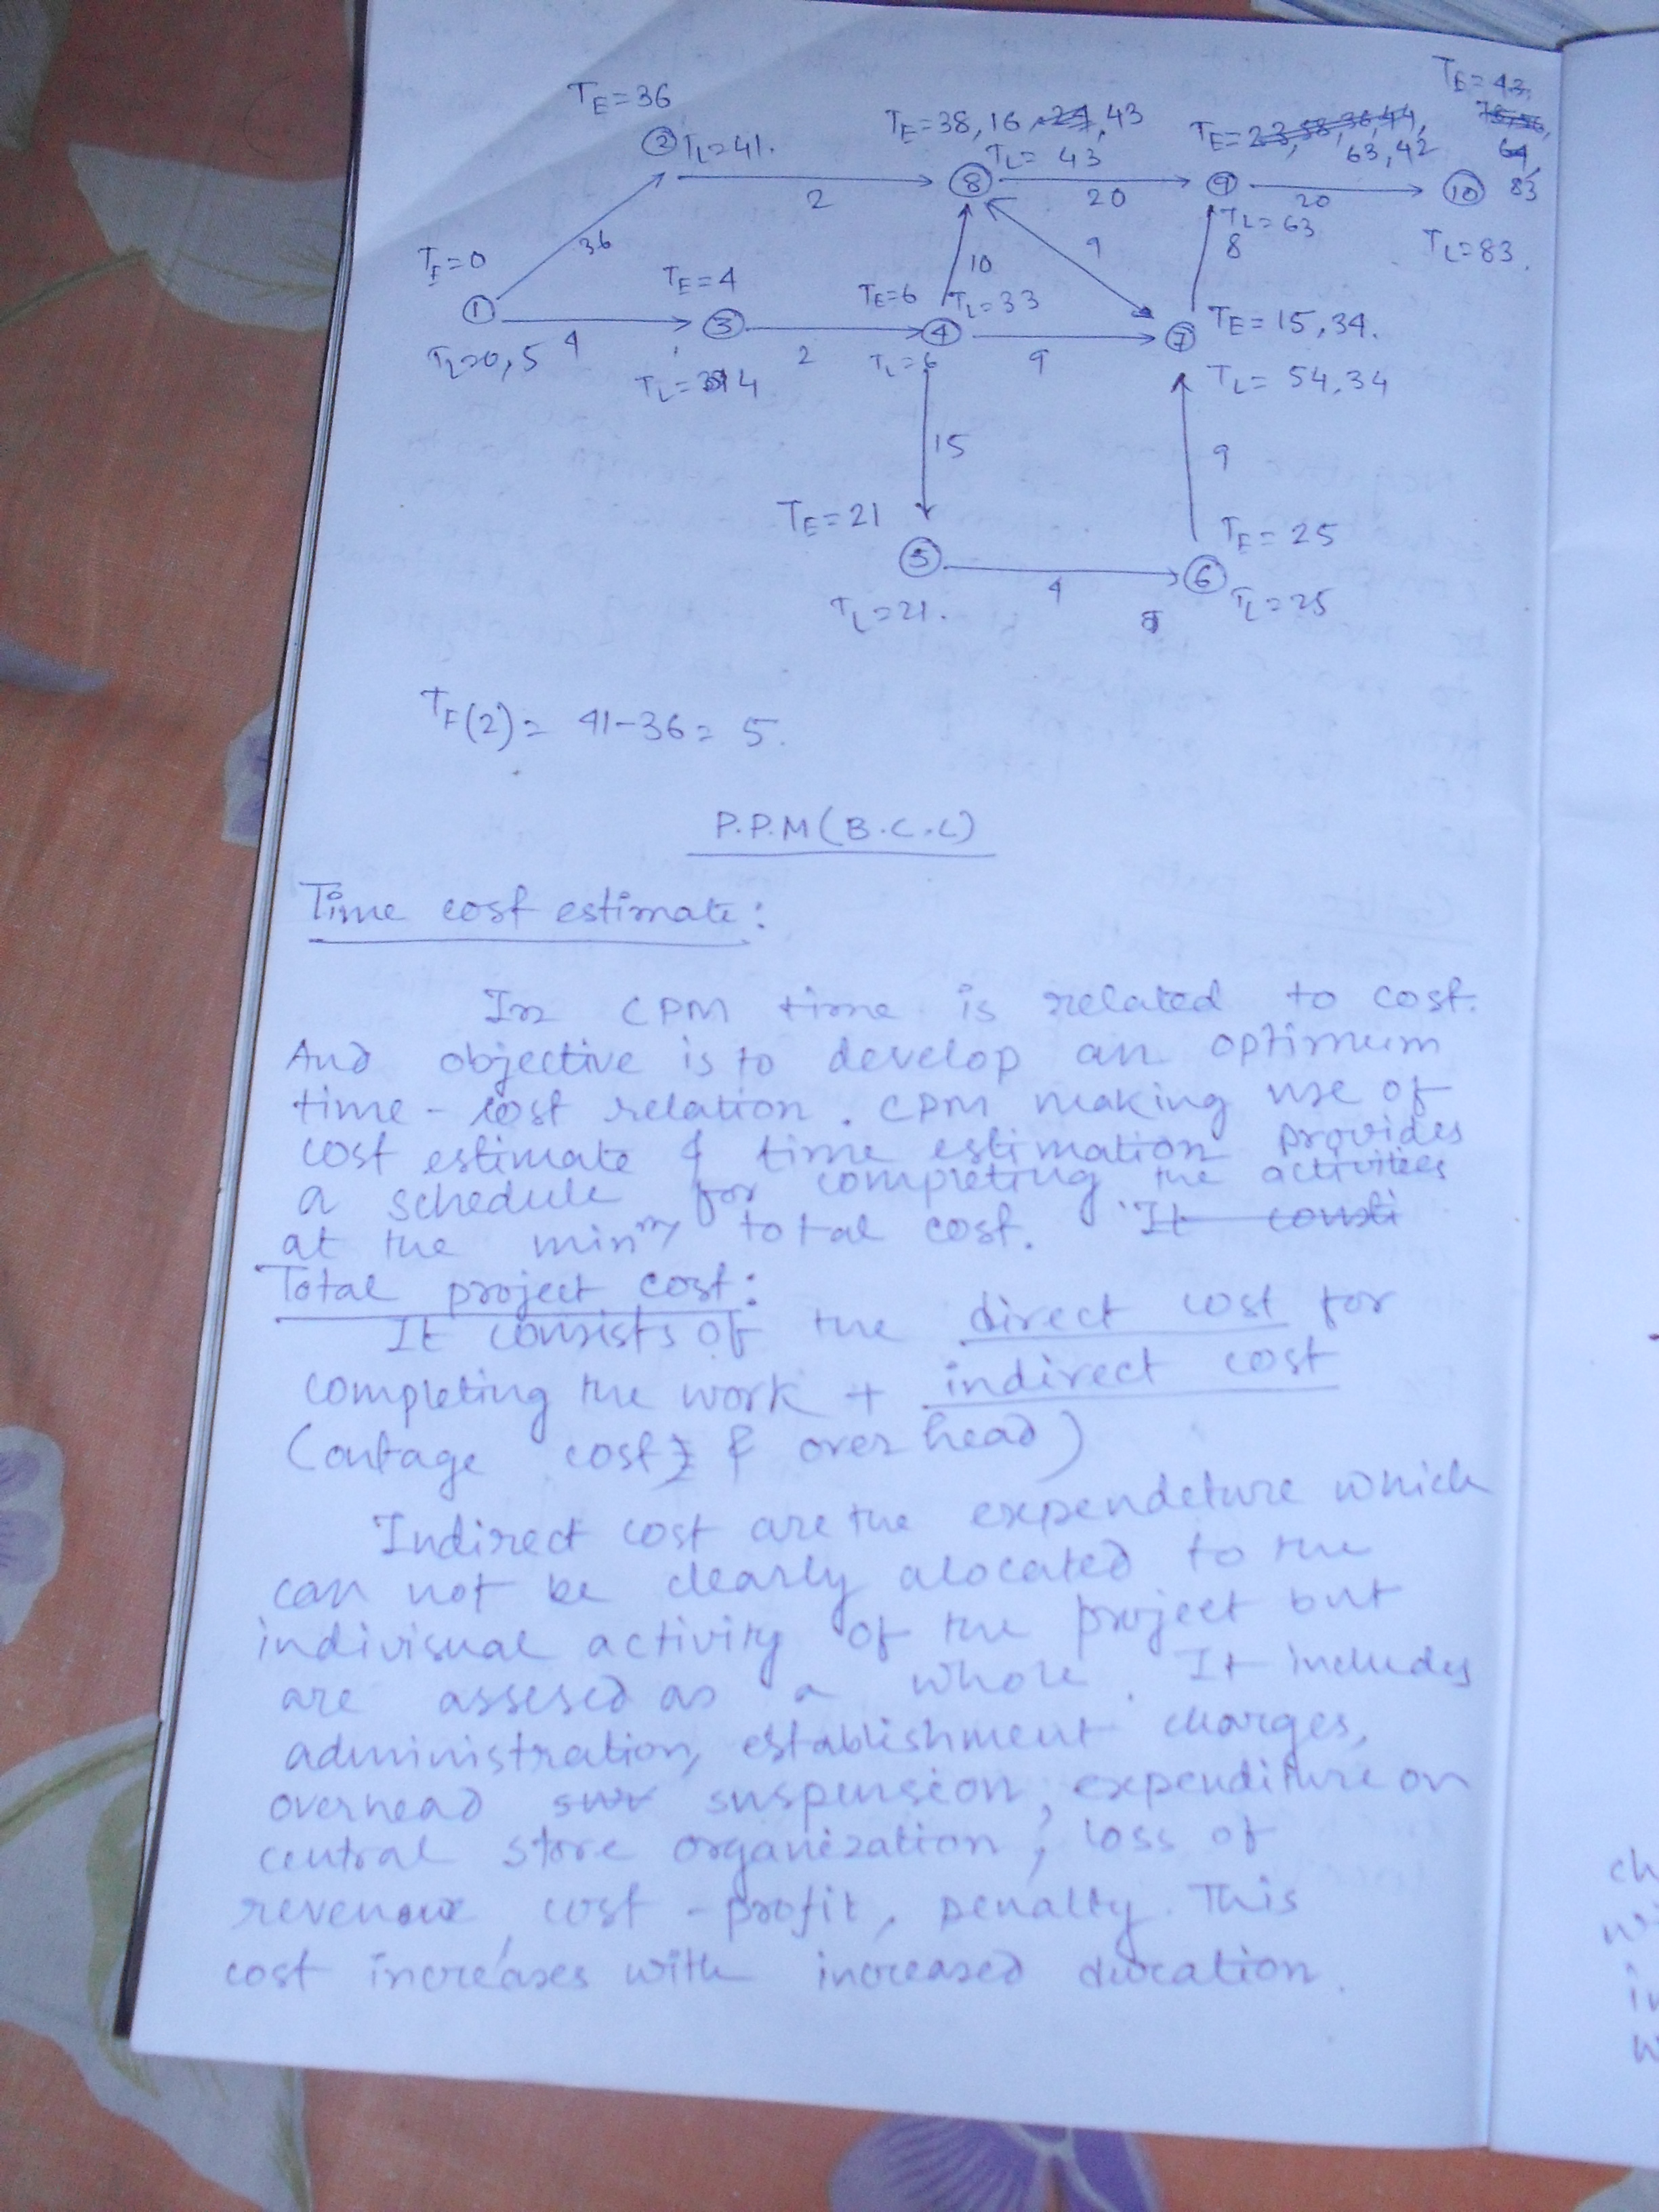 T_E=36
② T_L=41.
T_E=38,16,24,43
T_L=43
T_E=23,58,36,44,
63,42
T_E=43,
64,
83
① 36
T_E=0
T_L=0,5
4
③
T_E=4
T_L= 4
2
⑧
20
⑨
T_L=63
20
⑩
T_L=83.
2
T_E=6
T_L=33
④
T_L=6
10
9
8
9
⑦
T_E=15,34.
T_L=54,34
15
9
T_E=21
⑤
T_L=21.
4
T_E=25
⑥
T_L=25
T_F(2)= 41-36= 5.
P.P.M(B.C.L)
Time cost estimate:
In CPM time is related to cost.
And objective is to develop an optimum
time-cost relation. CPM making use of
cost estimate & time estimation provides
a schedule for completing the activities
at the minm total cost. It consti
Total project cost:
It consists of the direct cost for
completing the work + indirect cost
(outage cost & over head)
Indirect cost are the expendeture which
can not be clearly alocated to the
indivisual activity of the project but
are assesed as a whole. It includes
administration, establishment charges,
overhead sur suspension, expenditure on
central store organization, loss of
revenue, cost-profit, penalty. This
cost increases with increased duration.
ch
in